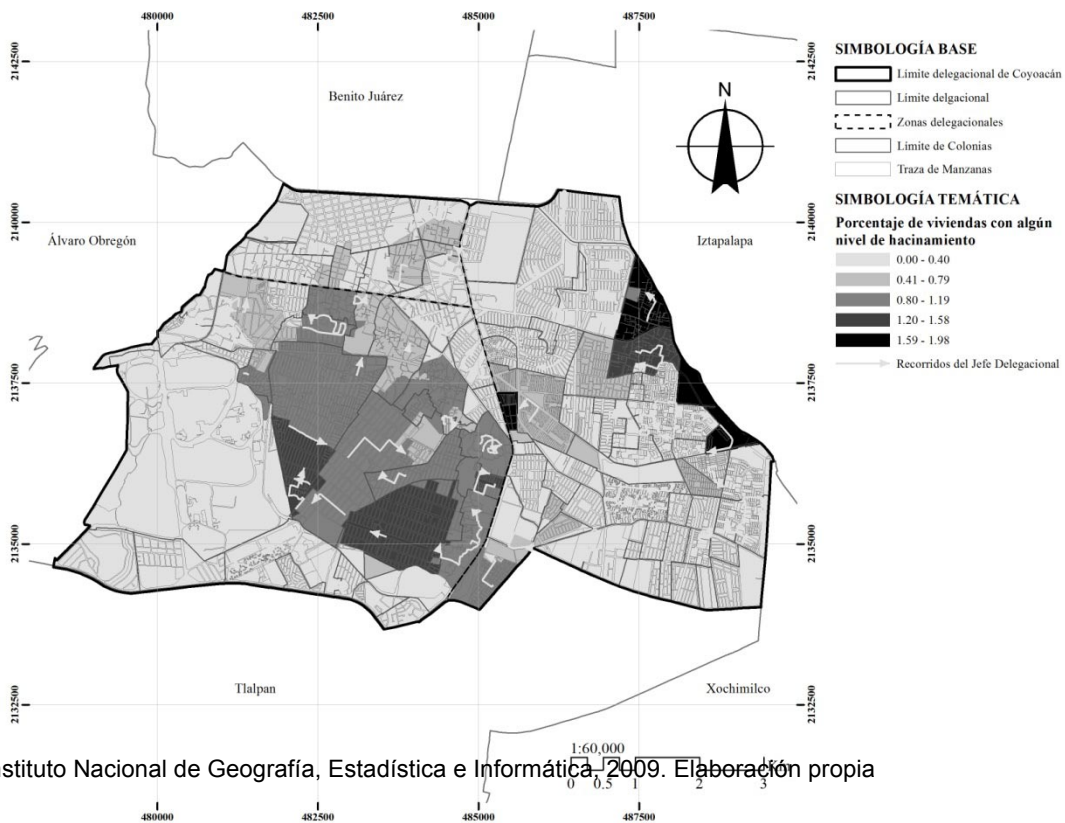 480000 482500 485000 487500
2142500 2142500
SIMBOLOGÍA BASE
Límite delegacional de Coyoacán
Límite delgacional
Zonas delegacionales
Límite de Colonias
Traza de Manzanas
Benito Juárez
N
SIMBOLOGÍA TEMÁTICA
Porcentaje de viviendas con algún
nivel de hacinamiento
0.00 - 0.40
0.41 - 0.79
0.80 - 1.19
1.20 - 1.58
1.59 - 1.98
Recorridos del Jefe Delegacional
2140000 2140000
Álvaro Obregón
Iztapalapa
2137500 2137500
2135000 2135000
Tlalpan
Xochimilco
2132500 2132500
1:60,000
nstituto Nacional de Geografía, Estadística e Informática, 2009. Elaboración propia
0 0.5 1 2 3
480000 482500 485000 487500